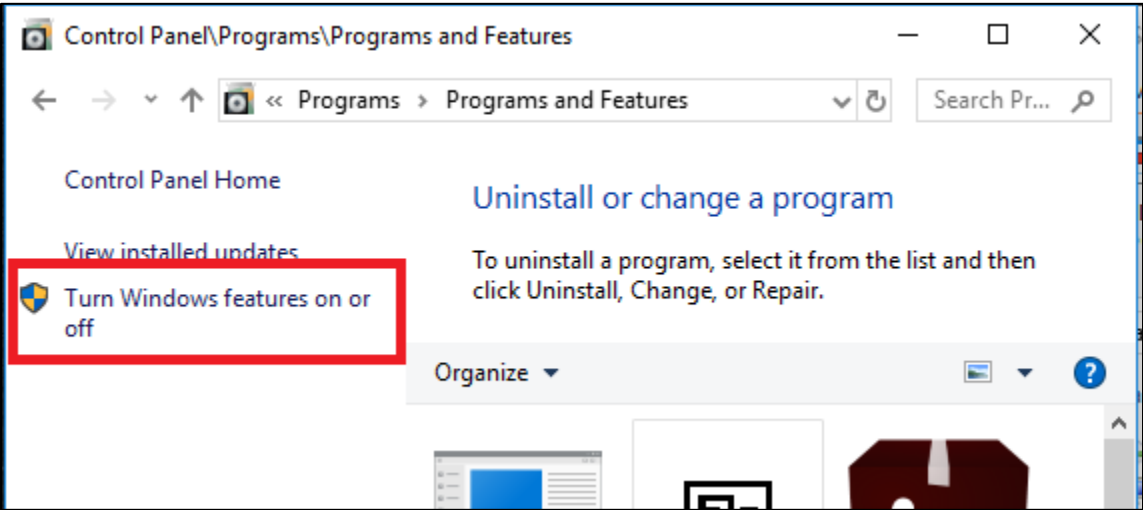 Control Panel\Programs\Programs and Features
« Programs > Programs and Features
Search Pr...
Control Panel Home
View installed updates
Turn Windows features on or
off
Uninstall or change a program
To uninstall a program, select it from the list and then
click Uninstall, Change, or Repair.
Organize
?